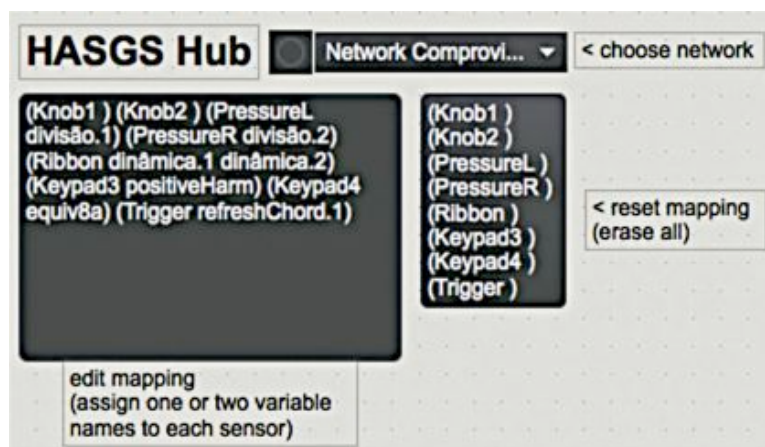 HASGS Hub
Network Comprovi...
< choose network
(Knob1 ) (Knob2 ) (PressureL
divisão.1) (PressureR divisão.2)
(Ribbon dinâmica.1 dinâmica.2)
(Keypad3 positiveHarm) (Keypad4
equiv8a) (Trigger refreshChord.1)
(Knob1 )
(Knob2 )
(PressureL )
(PressureR )
(Ribbon )
(Keypad3 )
(Keypad4 )
(Trigger )
< reset mapping
(erase all)
edit mapping
(assign one or two variable
names to each sensor)